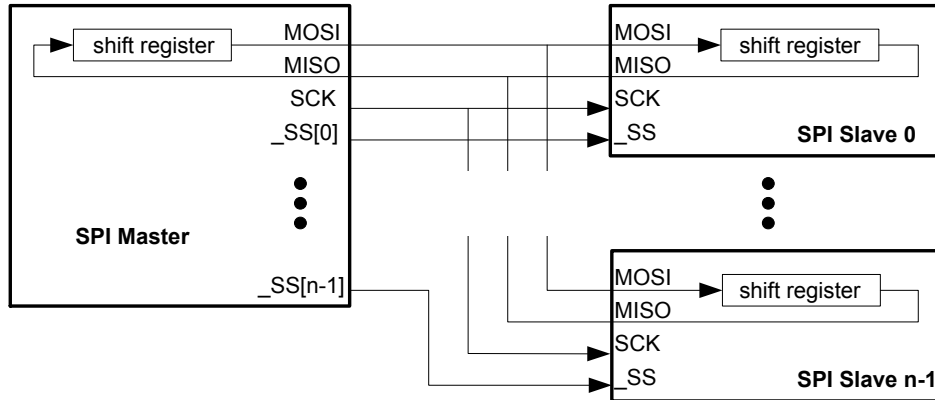 shift register
MOSI
MISO
SCK
_SS[0]
SPI Master
_SS[n-1]
MOSI
shift register
MISO
SCK
_SS
SPI Slave 0
MOSI
shift register
MISO
SCK
_SS
SPI Slave n-1